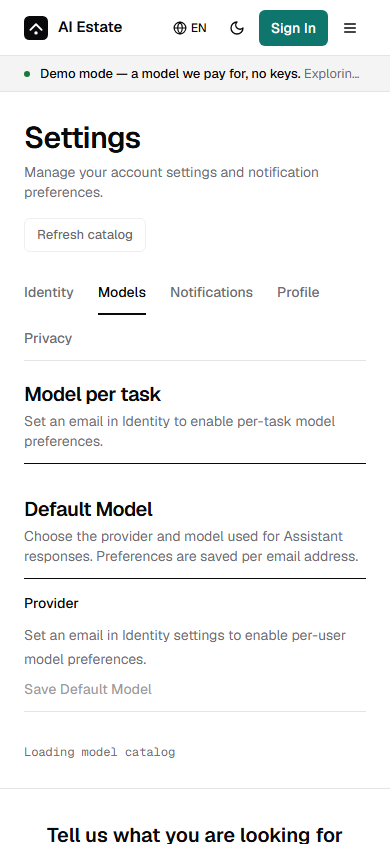 AI Estate
EN
Sign In
Demo mode — a model we pay for, no keys. Explorin...
Settings
Manage your account settings and notification
preferences.
Refresh catalog
Identity
Models
Notifications
Profile
Privacy
Model per task
Set an email in Identity to enable per-task model
preferences.
Default Model
Choose the provider and model used for Assistant
responses. Preferences are saved per email address.
Provider
Set an email in Identity settings to enable per-user
model preferences.
Save Default Model
Loading model catalog
Tell us what you are looking for